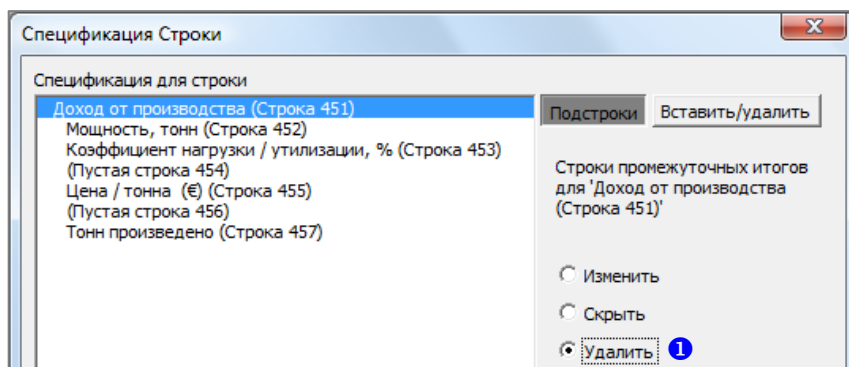 Спецификация Строки
Спецификация для строки
Доход от производства (Строка 451)
Мощность, тонн (Строка 452)
Коэффициент нагрузки / утилизации, % (Строка 453)
(Пустая строка 454)
Цена / тонна (€) (Строка 455)
(Пустая строка 456)
Тонн произведено (Строка 457)
Подстроки
Вставить/удалить
Строки промежуточных итогов
для 'Доход от производства
(Строка 451)'
Изменить
Скрыть
Удалить ❶